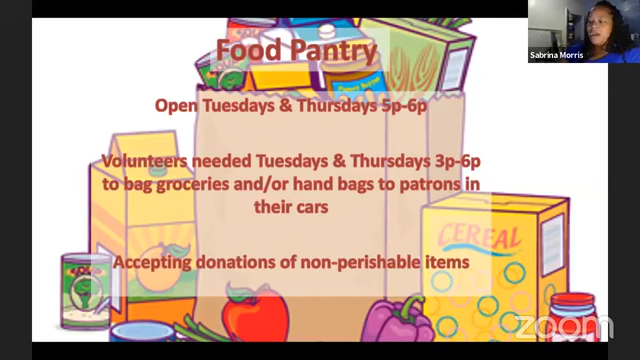 Food Pantry
Sabrina Morris
Open Tuesdays & Thursdays 5p-6p
Volunteers needed Tuesdays & Thursdays 3p-6p
to bag groceries and/or hand bags to patrons in
their cars
CEREAL
Accepting donations of non-perishable items
zoom